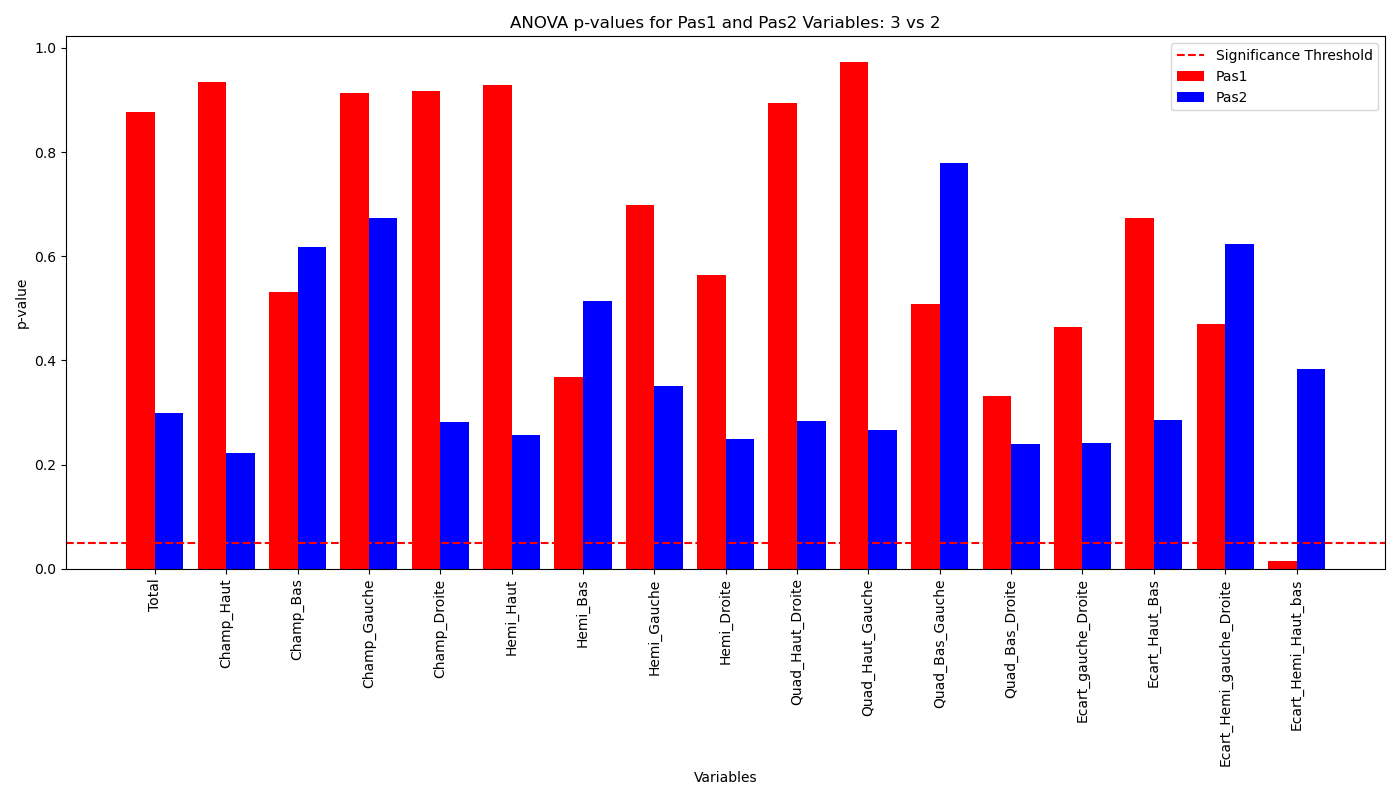 ANOVA p-values for Pas1 and Pas2 Variables: 3 vs 2
Significance Threshold
Pas1
Pas2
p-value
1.0
0.8
0.6
0.4
0.2
0.0
Total
Champ_Haut
Champ_Bas
Champ_Gauche
Champ_Droite
Hemi_Haut
Hemi_Bas
Hemi_Gauche
Hemi_Droite
Quad_Haut_Droite
Quad_Haut_Gauche
Quad_Bas_Gauche
Quad_Bas_Droite
Ecart_gauche_Droite
Ecart_Haut_Bas
Ecart_Hemi_gauche_Droite
Ecart_Hemi_Haut_bas
Variables